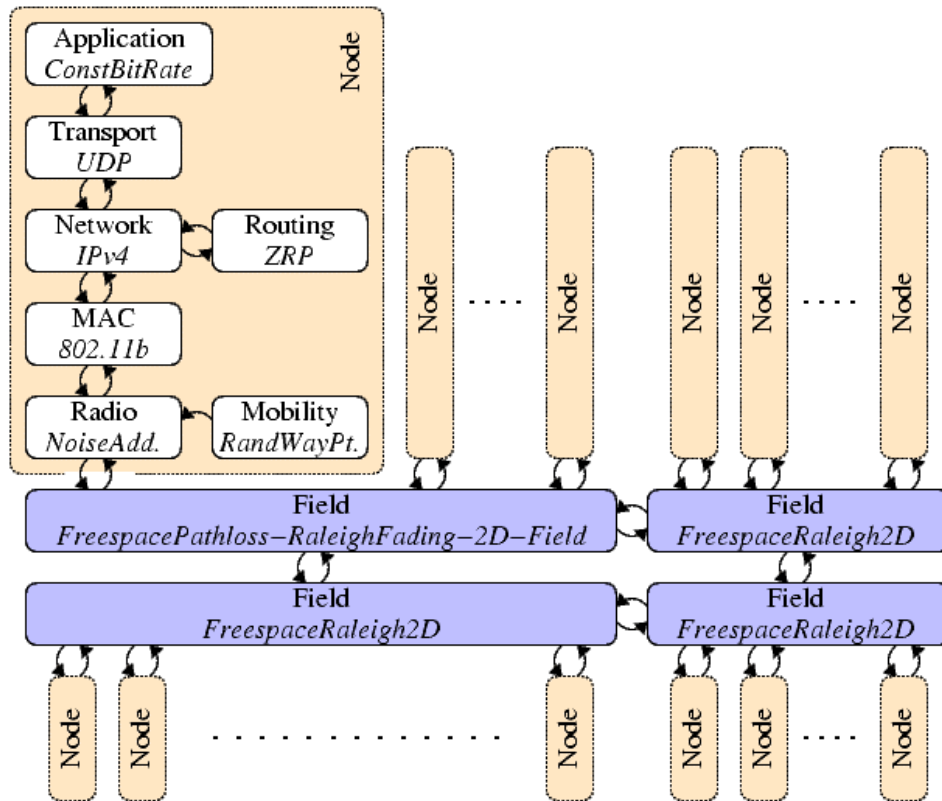 Application
ConstBitRate
Node
Transport
UDP
Network
IPv4
Routing
ZRP
MAC
802.11b
Radio
NoiseAdd.
Mobility
RandWayPt.
Node
Node
Node
Node
Node
Field
FreespacePathloss-RaleighFading-2D-Field
Field
FreespaceRaleigh2D
Field
FreespaceRaleigh2D
Field
FreespaceRaleigh2D
Node
Node
Node
Node
Node
Node